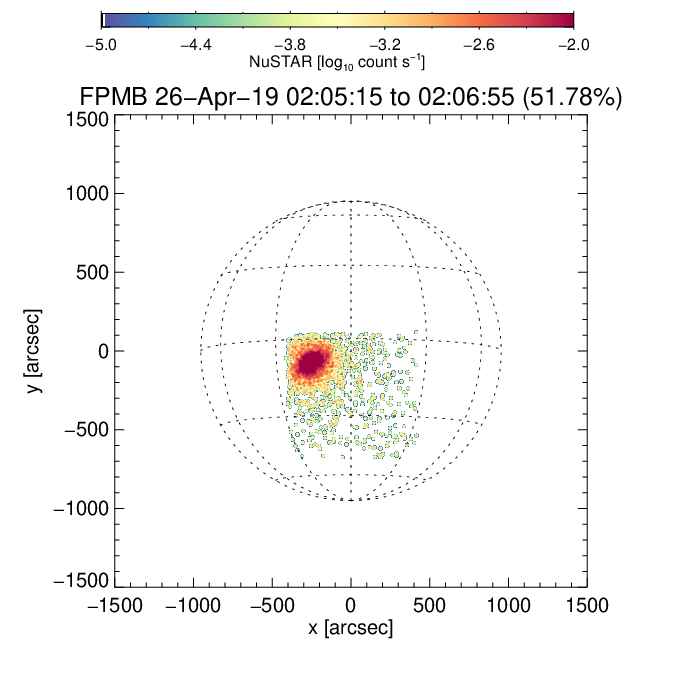 −5.0 −4.4 −3.8 −3.2 −2.6 −2.0
NuSTAR [log₁₀ count s⁻¹]
FPMB 26−Apr−19 02:05:15 to 02:06:55 (51.78%)
1500
1000
500
0
−500
−1000
−1500
y [arcsec]
−1500 −1000 −500 0 500 1000 1500
x [arcsec]